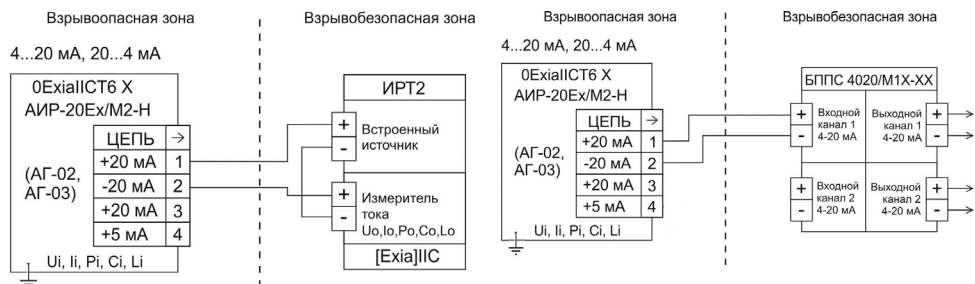 Взрывоопасная зона
Взрывобезопасная зона
4...20 мА, 20...4 мА
0ExiaIICT6 X
АИР-20Ex/М2-Н
(АГ-02,
АГ-03)
ЦЕПЬ →
+20 мА 1
-20 мА 2
+20 мА 3
+5 мА 4
Ui, Ii, Pi, Ci, Li
ИРТ2
+
-
Встроенный
источник
+
-
Измеритель
тока
Uo,Io,Po,Co,Lo
[Exia]IIC
Взрывоопасная зона
Взрывобезопасная зона
4...20 мА, 20...4 мА
0ExiaIICT6 X
АИР-20Ex/М2-Н
(АГ-02,
АГ-03)
ЦЕПЬ →
+20 мА 1
-20 мА 2
+20 мА 3
+5 мА 4
Ui, Ii, Pi, Ci, Li
БППС 4020/М1Х-ХХ
+
-
Входной
канал 1
4-20 мА
Выходной
канал 1
4-20 мА
+
-
+
-
Входной
канал 2
4-20 мА
Выходной
канал 2
4-20 мА
+
-